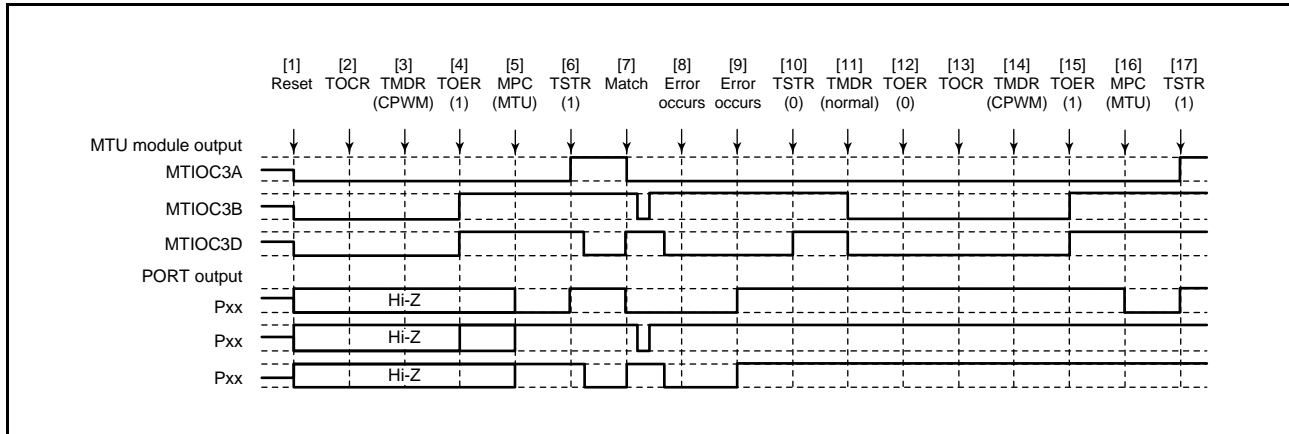 [1] [2] [3] [4] [5] [6] [7] [8] [9] [10] [11] [12] [13] [14] [15] [16] [17]
Reset TOCR TMDR TOER MPC TSTR Match Error Error TSTR TMDR TOER TOCR TMDR TOER MPC TSTR
(CPWM) (1) (MTU) (1) occurs occurs (0) (normal) (0) (CPWM) (1) (MTU) (1)
MTU module output
MTIOC3A
MTIOC3B
MTIOC3D
PORT output
Pxx Hi-Z
Pxx Hi-Z
Pxx Hi-Z